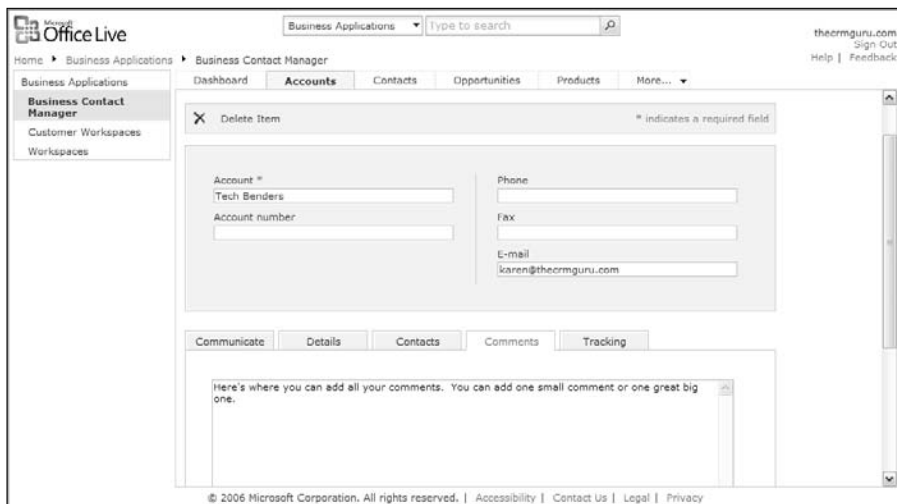 Microsoft
Office Live
Business Applications
Type to search
thecrmguru.com
Sign Out
Help | Feedback
Home Business Applications Business Contact Manager
Business Applications
Business Contact Manager
Customer Workspaces
Workspaces
Dashboard Accounts Contacts Opportunities Products More...
Delete Item
* indicates a required field
Account *
Tech Benders
Account number
Phone
Fax
E-mail
karen@thecrmguru.com
Communicate Details Contacts Comments Tracking
Here's where you can add all your comments. You can add one small comment or one great big
one.
© 2006 Microsoft Corporation. All rights reserved. | Accessibility | Contact Us | Legal | Privacy